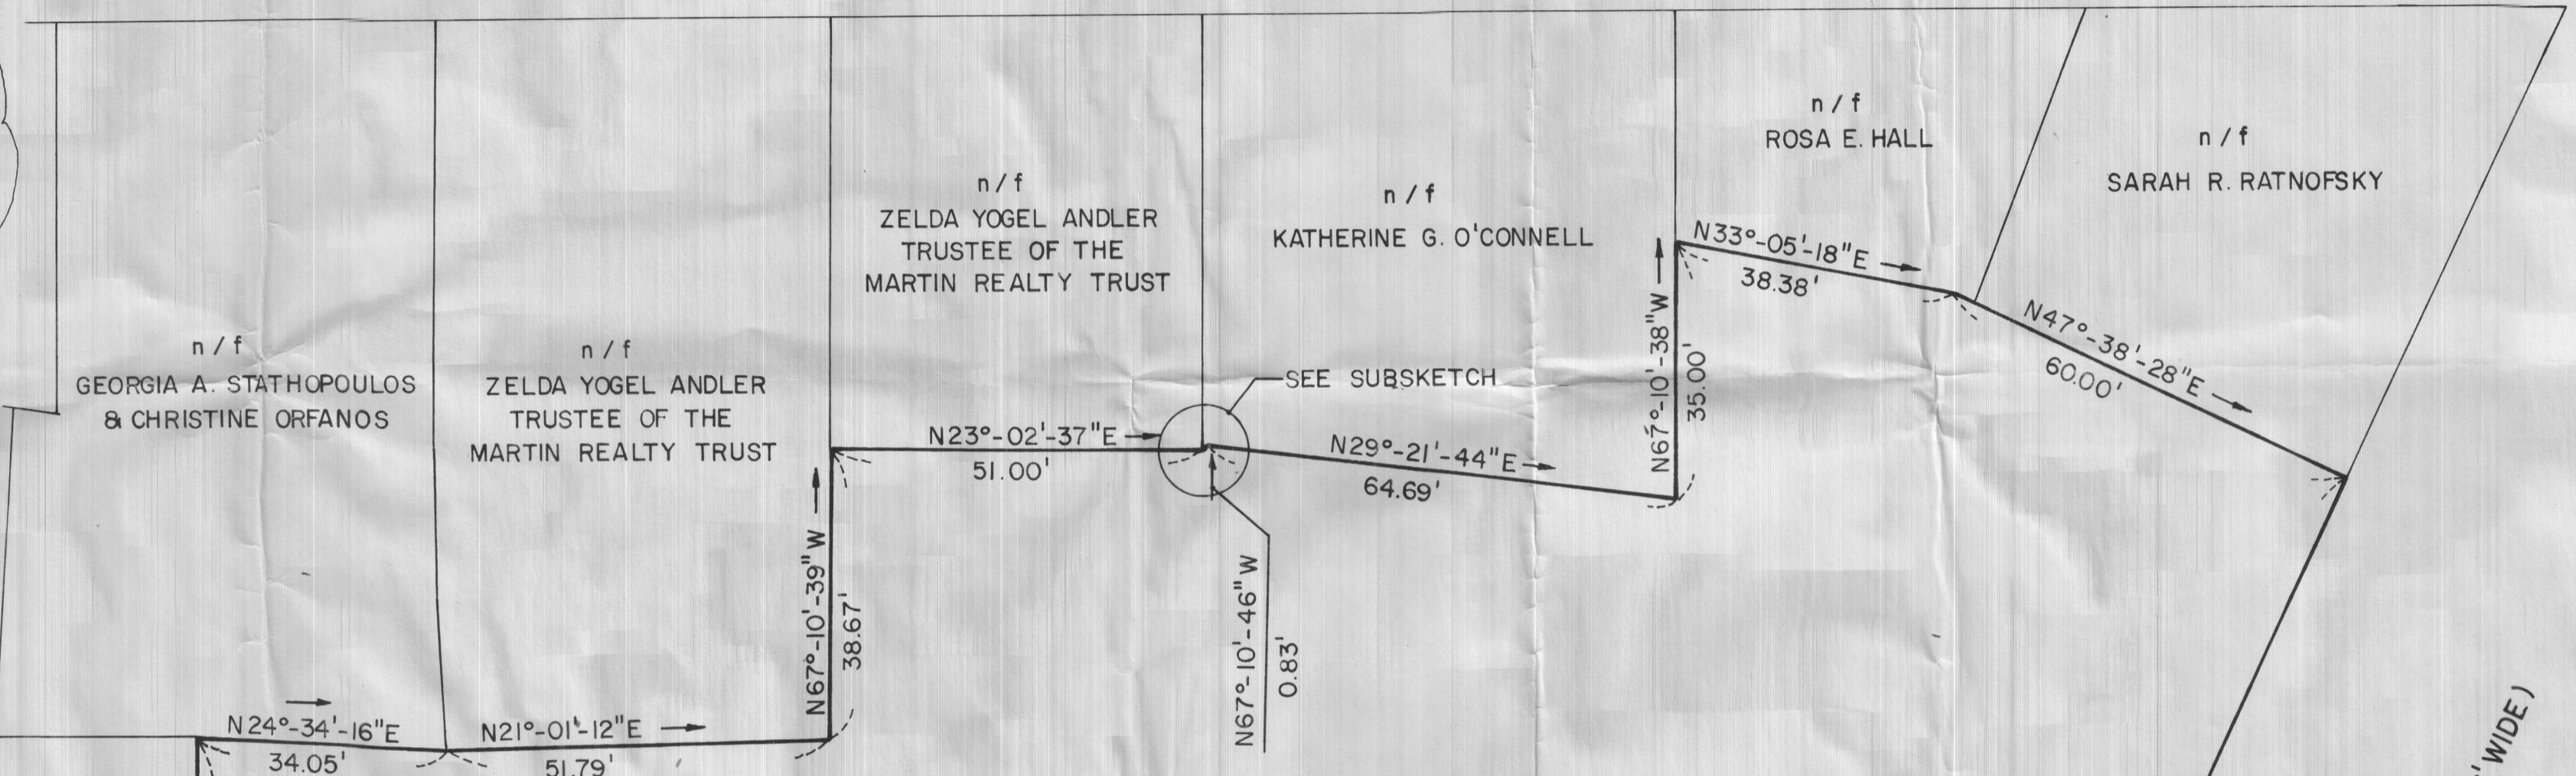 n/f
GEORGIA A. STATHOPOULOS
& CHRISTINE ORFANOS
n/f
ZELDA YOGEL ANDLER
TRUSTEE OF THE
MARTIN REALTY TRUST
n/f
ZELDA YOGEL ANDLER
TRUSTEE OF THE
MARTIN REALTY TRUST
n/f
KATHERINE G. O'CONNELL
n/f
ROSA E. HALL
n/f
SARAH R. RATNOFSKY
N24°-34'-16"E
34.05'
N21°-01'-12"E
51.79'
N67°-10'-39"W
38.67'
N23°-02'-37"E
51.00'
SEE SUBSKETCH
N67°-10'-46"W
0.83'
N29°-21'-44"E
64.69'
N67°-10'-38"W
35.00'
N33°-05'-18"E
38.38'
N47°-38'-28"E
60.00'
' WIDE)